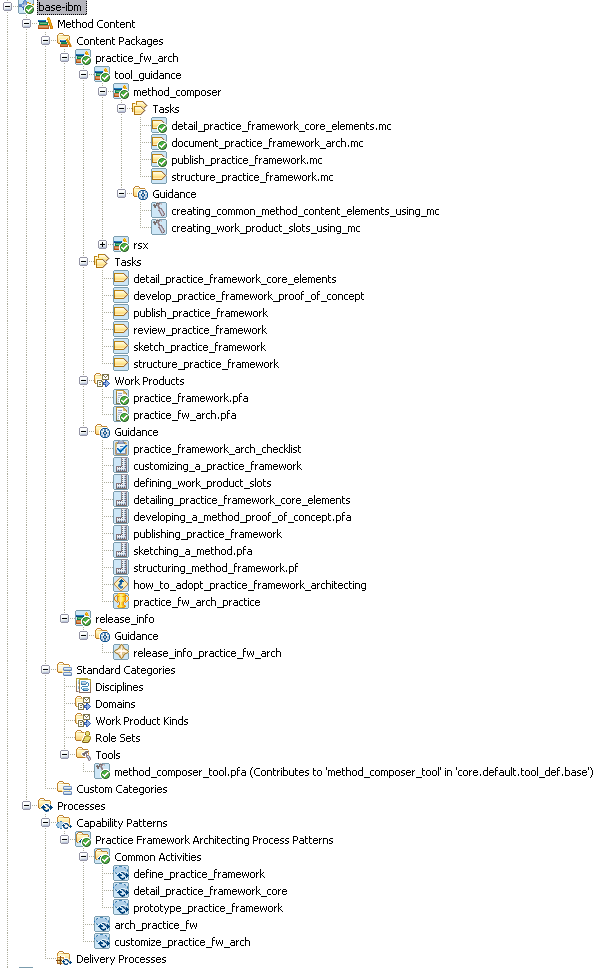 base-ibm
Method Content
Content Packages
practice_fw_arch
tool_guidance
method_composer
Tasks
detail_practice_framework_core_elements.mc
document_practice_framework_arch.mc
publish_practice_framework.mc
structure_practice_framework.mc
Guidance
creating_common_method_content_elements_using_mc
creating_work_product_slots_using_mc
rsx
Tasks
detail_practice_framework_core_elements
develop_practice_framework_proof_of_concept
publish_practice_framework
review_practice_framework
sketch_practice_framework
structure_practice_framework
Work Products
practice_framework.pfa
practice_fw_arch.pfa
Guidance
practice_framework_arch_checklist
customizing_a_practice_framework
defining_work_product_slots
detailing_practice_framework_core_elements
developing_a_method_proof_of_concept.pfa
publishing_practice_framework
sketching_a_method.pfa
structuring_method_framework.pf
how_to_adopt_practice_framework_architecting
practice_fw_arch_practice
release_info
Guidance
release_info_practice_fw_arch
Standard Categories
Disciplines
Domains
Work Product Kinds
Role Sets
Tools
method_composer_tool.pfa (Contributes to 'method_composer_tool' in 'core.default.tool_def.base')
Custom Categories
Processes
Capability Patterns
Practice Framework Architecting Process Patterns
Common Activities
define_practice_framework
detail_practice_framework_core
prototype_practice_framework
arch_practice_fw
customize_practice_fw_arch
Delivery Processes